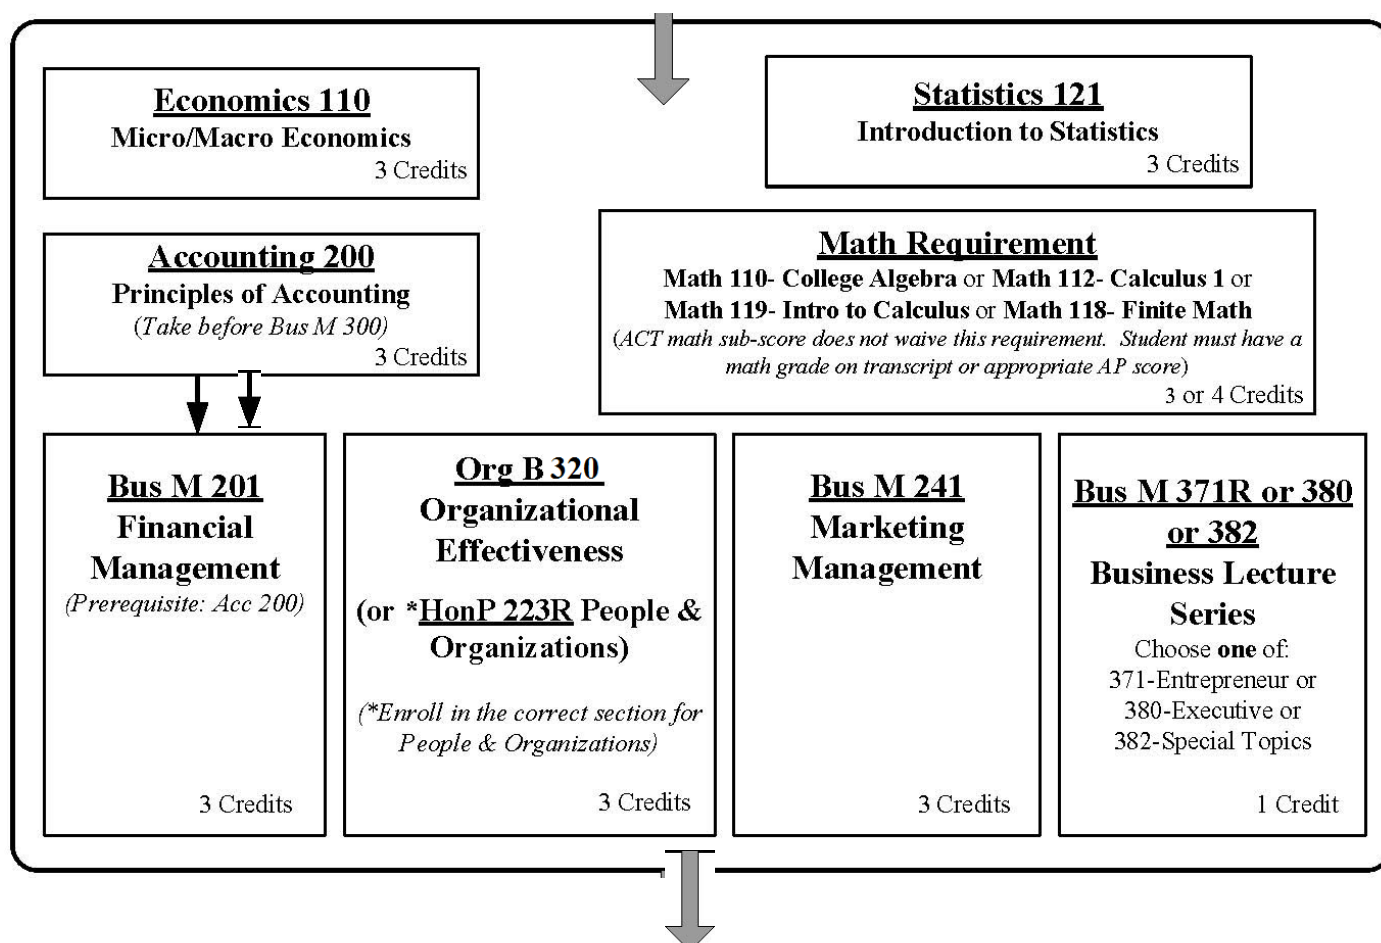 Economics 110
Micro/Macro Economics
3 Credits
Statistics 121
Introduction to Statistics
3 Credits
Accounting 200
Principles of Accounting
(Take before Bus M 300)
3 Credits
Math Requirement
Math 110- College Algebra or Math 112- Calculus 1 or
Math 119- Intro to Calculus or Math 118- Finite Math
(ACT math sub-score does not waive this requirement.  Student must have a
math grade on transcript or appropriate AP score)
3 or 4 Credits
Bus M 201
Financial
Management
(Prerequisite: Acc 200)
3 Credits
Org B 320
Organizational
Effectiveness
(or *HonP 223R People &
Organizations)
(*Enroll in the correct section for
People & Organizations)
3 Credits
Bus M 241
Marketing
Management
3 Credits
Bus M 371R or 380
or 382
Business Lecture
Series
Choose one of:
371-Entrepreneur or
380-Executive or
382-Special Topics
1 Credit